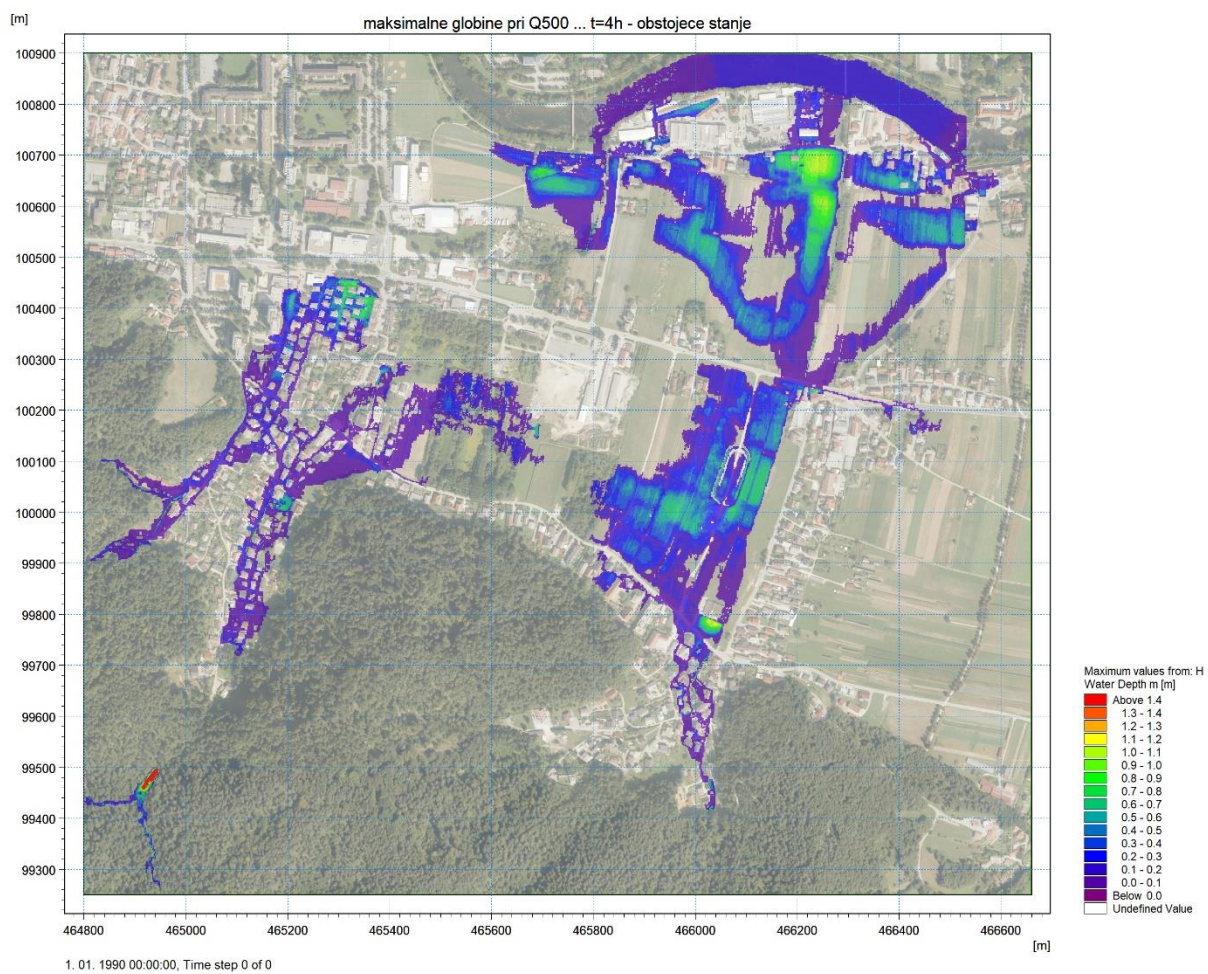 [m]
maksimalne globine pri Q500 ... t=4h - obstojece stanje
100900
100800
100700
100600
100500
100400
100300
100200
100100
100000
99900
99800
99700
99600
99500
99400
99300
464800 465000 465200 465400 465600 465800 466000 466200 466400 466600
[m]
Maximum values from: H
Water Depth m [m]
Above 1.4
1.3 - 1.4
1.2 - 1.3
1.1 - 1.2
1.0 - 1.1
0.9 - 1.0
0.8 - 0.9
0.7 - 0.8
0.6 - 0.7
0.5 - 0.6
0.4 - 0.5
0.3 - 0.4
0.2 - 0.3
0.1 - 0.2
0.0 - 0.1
Below 0.0
Undefined Value
1. 01. 1990 00:00:00, Time step 0 of 0